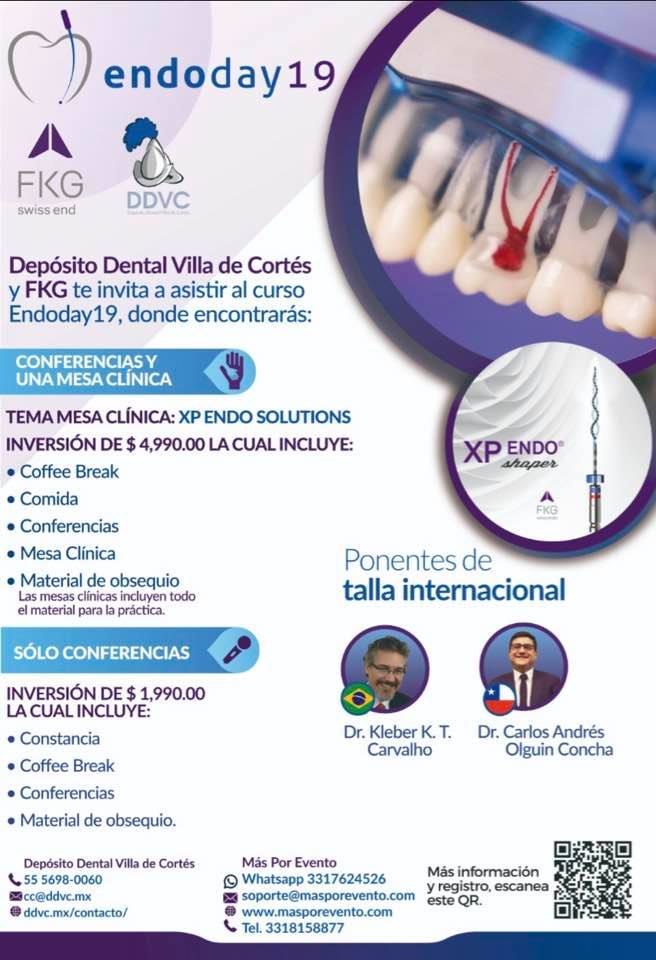 endoday19
FKG
swiss end
DDVC
Depósito Dental Villa de Cortés
y FKG te invita a asistir al curso
Endoday19, donde encontrarás:
CONFERENCIAS Y
UNA MESA CLÍNICA
TEMA MESA CLÍNICA: XP ENDO SOLUTIONS
INVERSIÓN DE $ 4,990.00 LA CUAL INCLUYE:
• Coffee Break
• Comida
• Conferencias
• Mesa Clínica
• Material de obsequio
Las mesas clínicas incluyen todo
el material para la práctica.
XP ENDO®
shaper
FKG
Ponentes de
talla internacional
Dr. Kleber K. T.
Carvalho
Dr. Carlos Andrés
Olguin Concha
SÓLO CONFERENCIAS
INVERSIÓN DE $ 1,990.00
LA CUAL INCLUYE:
• Constancia
• Coffee Break
• Conferencias
• Material de obsequio.
Depósito Dental Villa de Cortés
55 5698-0060
cc@ddvc.mx
ddvc.mx/contacto/
Más Por Evento
Whatsapp 3317624526
soporte@masporevento.com
www.masporevento.com
Tel. 3318158877
Más información
y registro, escanea
este QR.